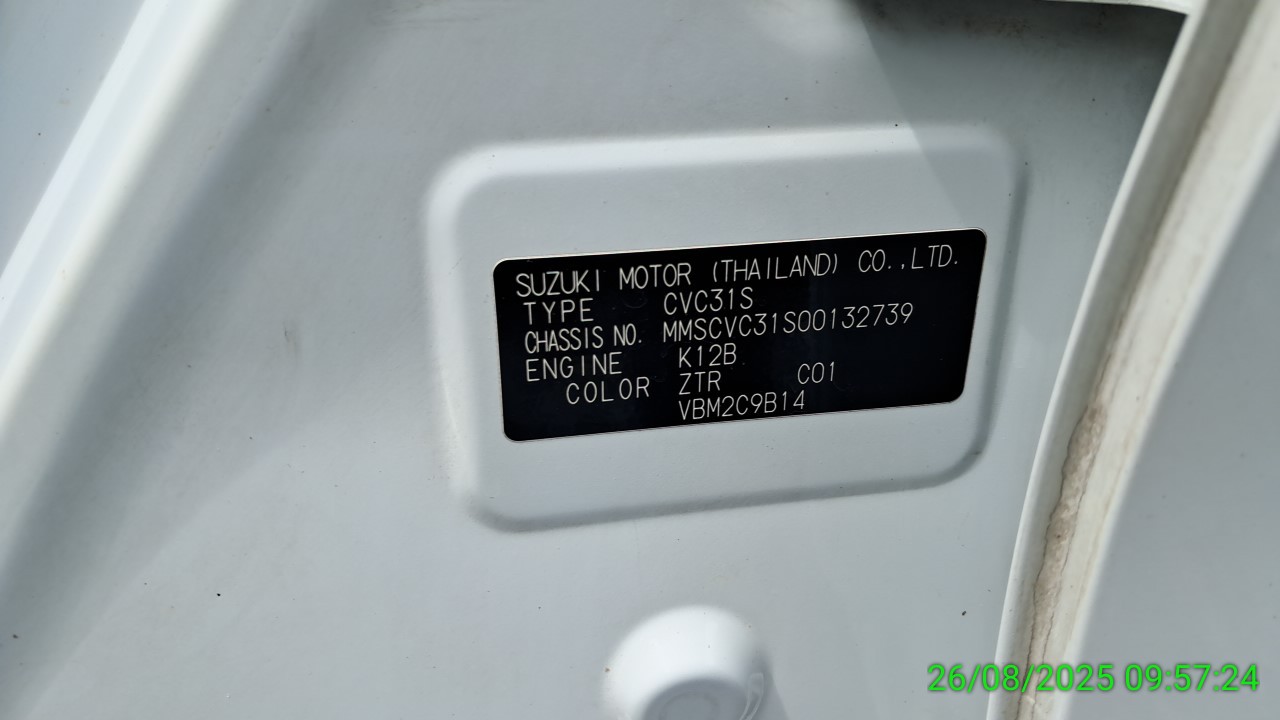 SUZUKI MOTOR (THAILAND) CO.,LTD.
TYPE CVC31S
CHASSIS NO. MMSCVC31S00132739
ENGINE K12B
COLOR ZTR C01
VBM2C9B14
26/08/2025 09:57:24